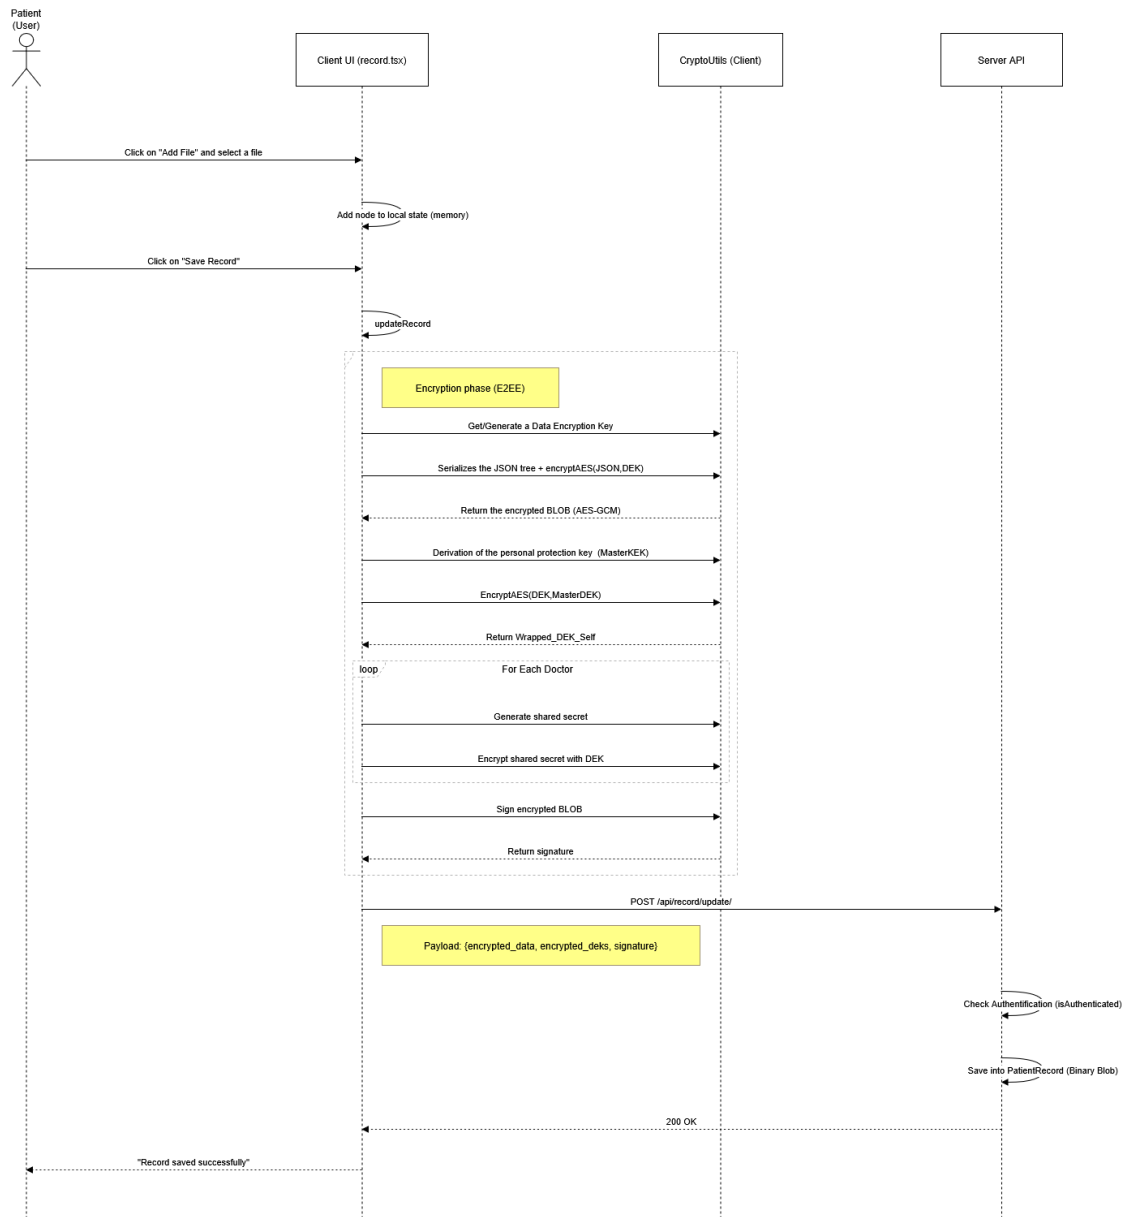 Patient
(User)
Client UI (record.tsx)
CryptoUtils (Client)
Server API
Click on "Add File" and select a file
Add node to local state (memory)
Click on "Save Record"
updateRecord
Encryption phase (E2EE)
Get/Generate a Data Encryption Key
Serializes the JSON tree + encryptAES(JSON,DEK)
Return the encrypted BLOB (AES-GCM)
Derivation of the personal protection key  (MasterKEK)
EncryptAES(DEK,MasterDEK)
Return Wrapped_DEK_Self
loop
For Each Doctor
Generate shared secret
Encrypt shared secret with DEK
Sign encrypted BLOB
Return signature
POST /api/record/update/
Payload: {encrypted_data, encrypted_deks, signature}
Check Authentification (isAuthenticated)
Save into PatientRecord (Binary Blob)
200 OK
"Record saved successfully"